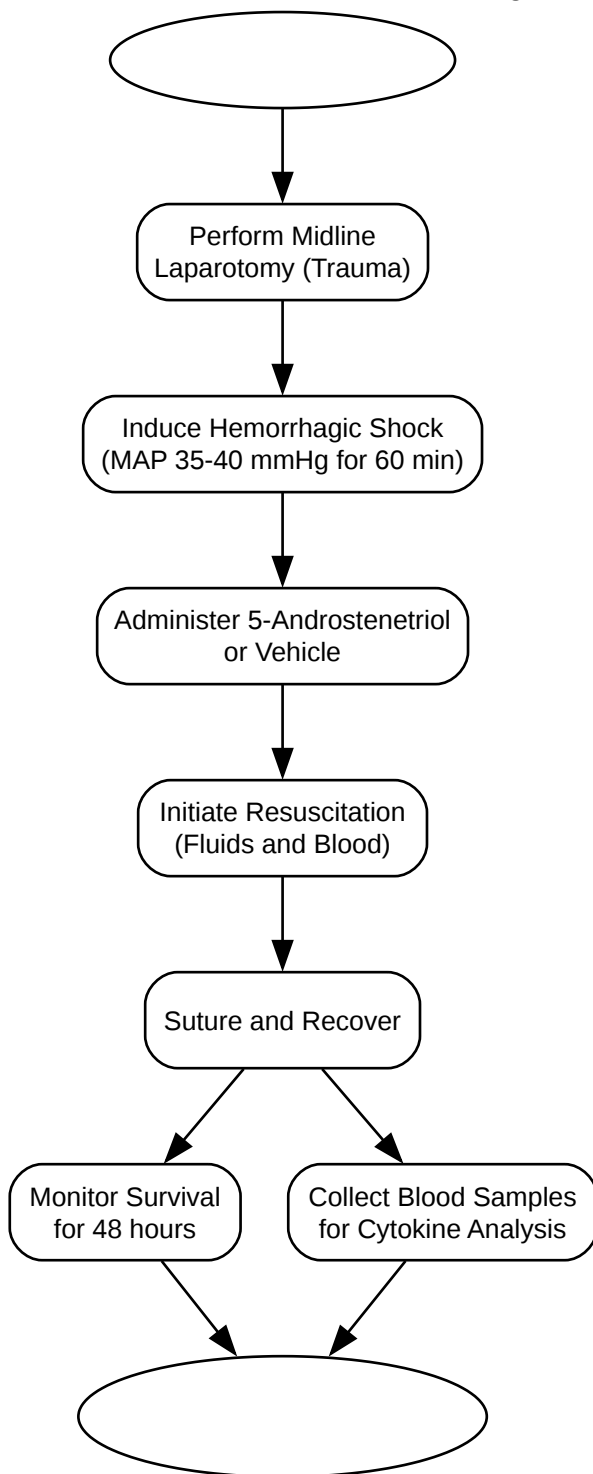 Perform Midline
Laparotomy (Trauma)
Induce Hemorrhagic Shock
(MAP 35-40 mmHg for 60 min)
Administer 5-Androstenetriol
or Vehicle
Initiate Resuscitation
(Fluids and Blood)
Suture and Recover
Monitor Survival
for 48 hours
Collect Blood Samples
for Cytokine Analysis